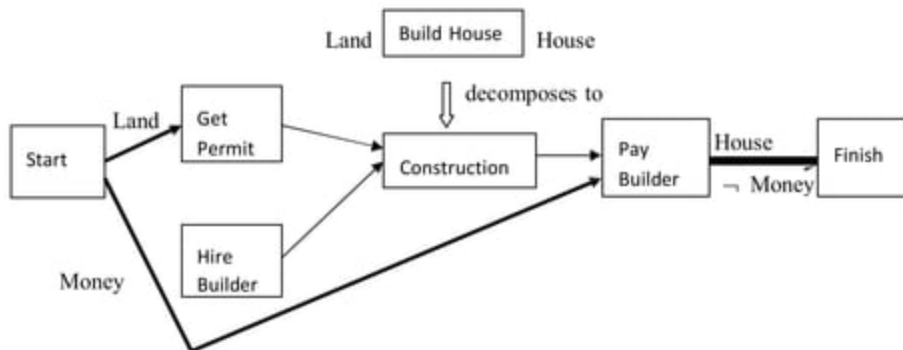 Land
Build House
House
decomposes to
Start
Land
Get
Permit
Construction
Pay
Builder
House
¬ Money
Finish
Hire
Builder
Money